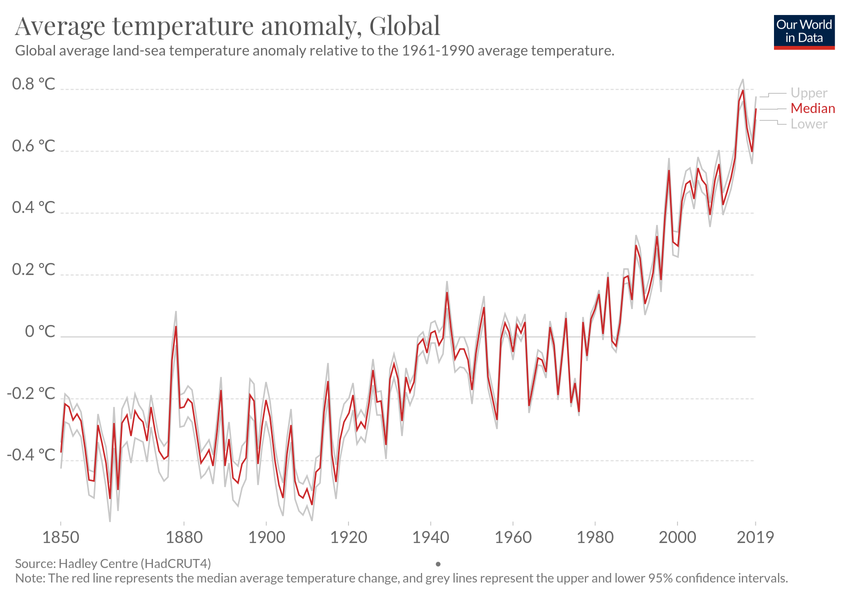 Average temperature anomaly, Global
Our World
in Data
Global average land-sea temperature anomaly relative to the 1961-1990 average temperature.
0.8 °C
Upper
Median
Lower
0.6 °C
0.4 °C
0.2 °C
0 °C
-0.2 °C
-0.4 °C
1850 1880 1900 1920 1940 1960 1980 2000 2019
Source: Hadley Centre (HadCRUT4)
Note: The red line represents the median average temperature change, and grey lines represent the upper and lower 95% confidence intervals.